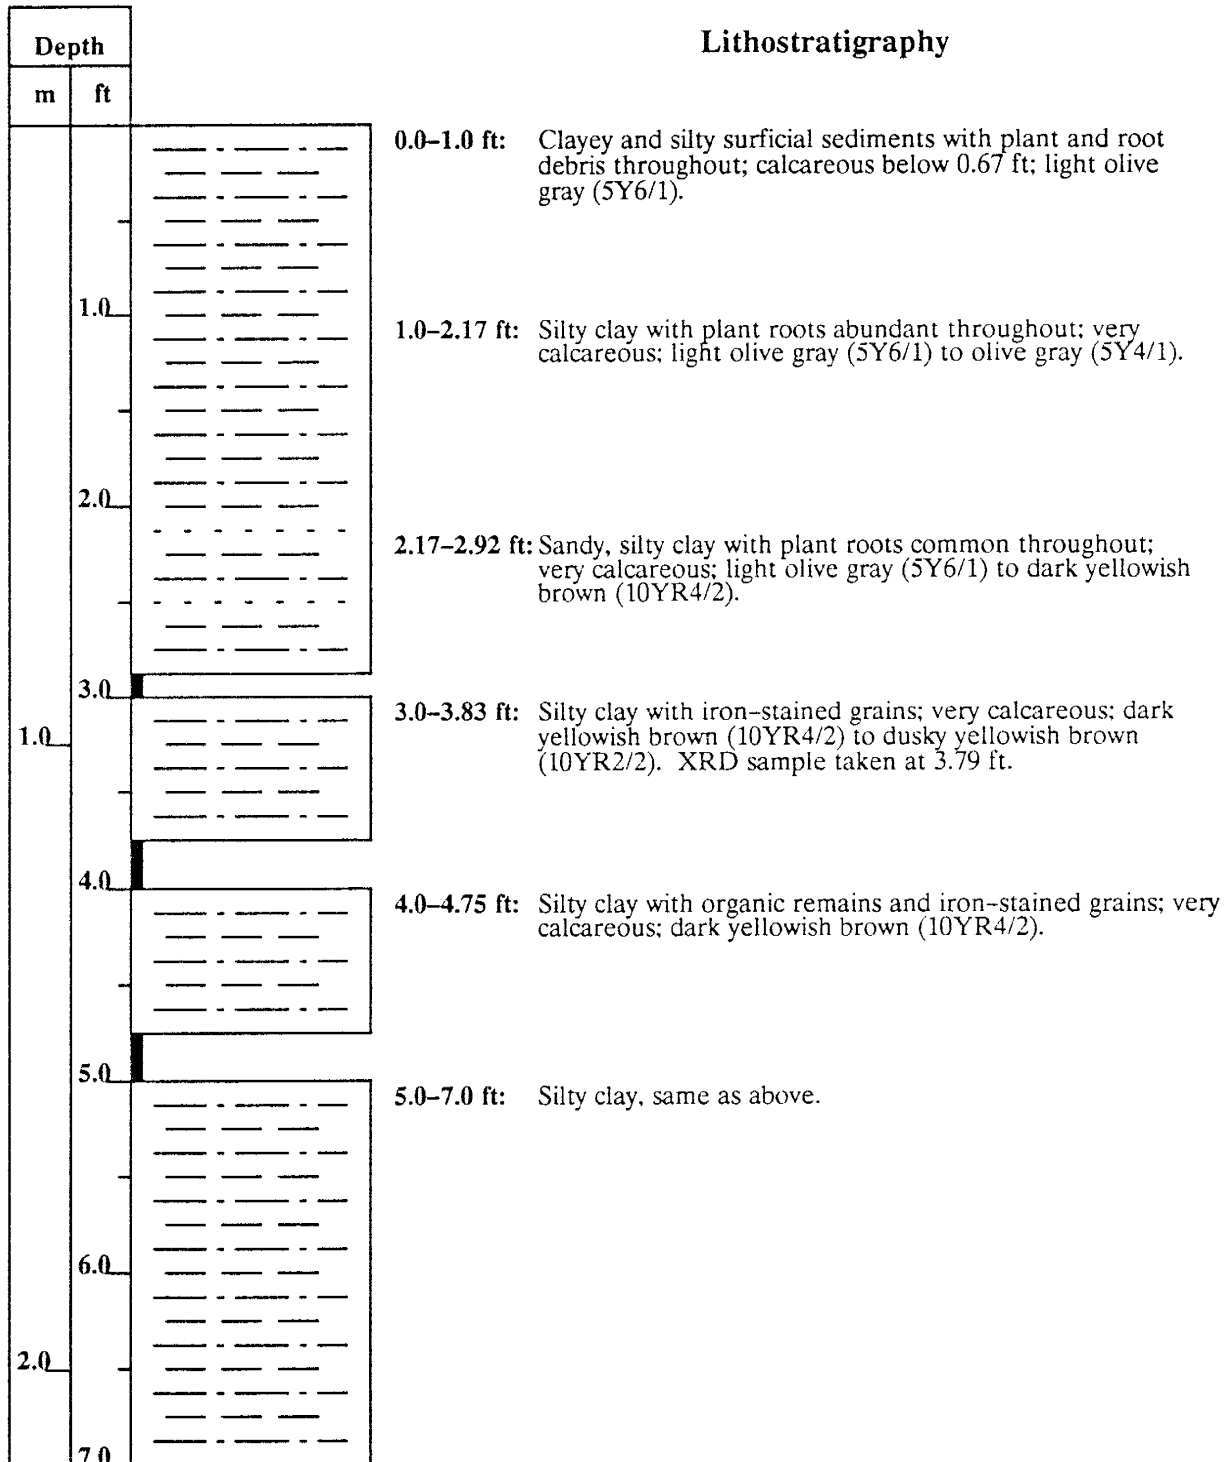 Depth
Lithostratigraphy
m ft
0.0–1.0 ft: Clayey and silty surficial sediments with plant and root
debris throughout; calcareous below 0.67 ft; light olive
gray (5Y6/1).
1.0
1.0–2.17 ft: Silty clay with plant roots abundant throughout; very
calcareous; light olive gray (5Y6/1) to olive gray (5Y4/1).
2.0
2.17–2.92 ft: Sandy, silty clay with plant roots common throughout;
very calcareous; light olive gray (5Y6/1) to dark yellowish
brown (10YR4/2).
3.0
3.0–3.83 ft: Silty clay with iron-stained grains; very calcareous; dark
1.0 yellowish brown (10YR4/2) to dusky yellowish brown
(10YR2/2). XRD sample taken at 3.79 ft.
4.0
4.0–4.75 ft: Silty clay with organic remains and iron-stained grains; very
calcareous; dark yellowish brown (10YR4/2).
5.0
5.0–7.0 ft: Silty clay, same as above.
6.0
2.0
7.0